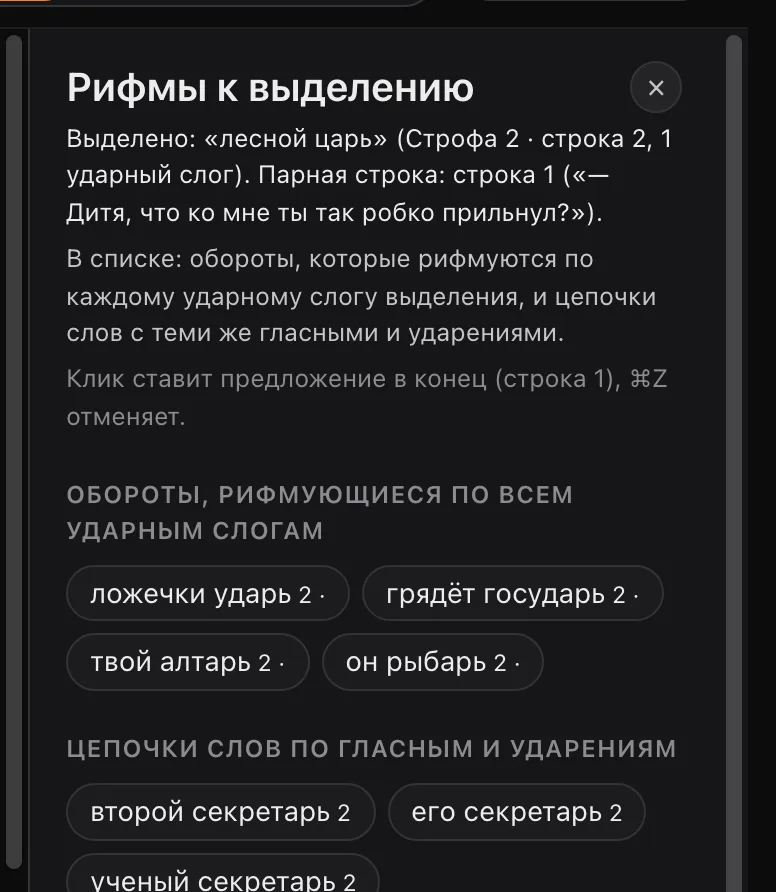 Рифмы к выделению
×
Выделено: «лесной царь» (Строфа 2 · строка 2, 1
ударный слог). Парная строка: строка 1 («—
Дитя, что ко мне ты так робко прильнул?»).
В списке: обороты, которые рифмуются по
каждому ударному слогу выделения, и цепочки
слов с теми же гласными и ударениями.
Клик ставит предложение в конец (строка 1), ⌘Z
отменяет.
ОБОРОТЫ, РИФМУЮЩИЕСЯ ПО ВСЕМ
УДАРНЫМ СЛОГАМ
ложечки ударь 2 · грядёт государь 2 ·
твой алтарь 2 · он рыбарь 2 ·
ЦЕПОЧКИ СЛОВ ПО ГЛАСНЫМ И УДАРЕНИЯМ
второй секретарь 2 его секретарь 2
ученый секретарь 2